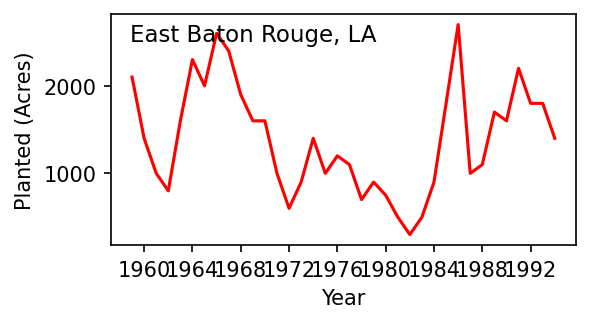 East Baton Rouge, LA
Planted (Acres)
2000
1000
1960 1964 1968 1972 1976 1980 1984 1988 1992
Year